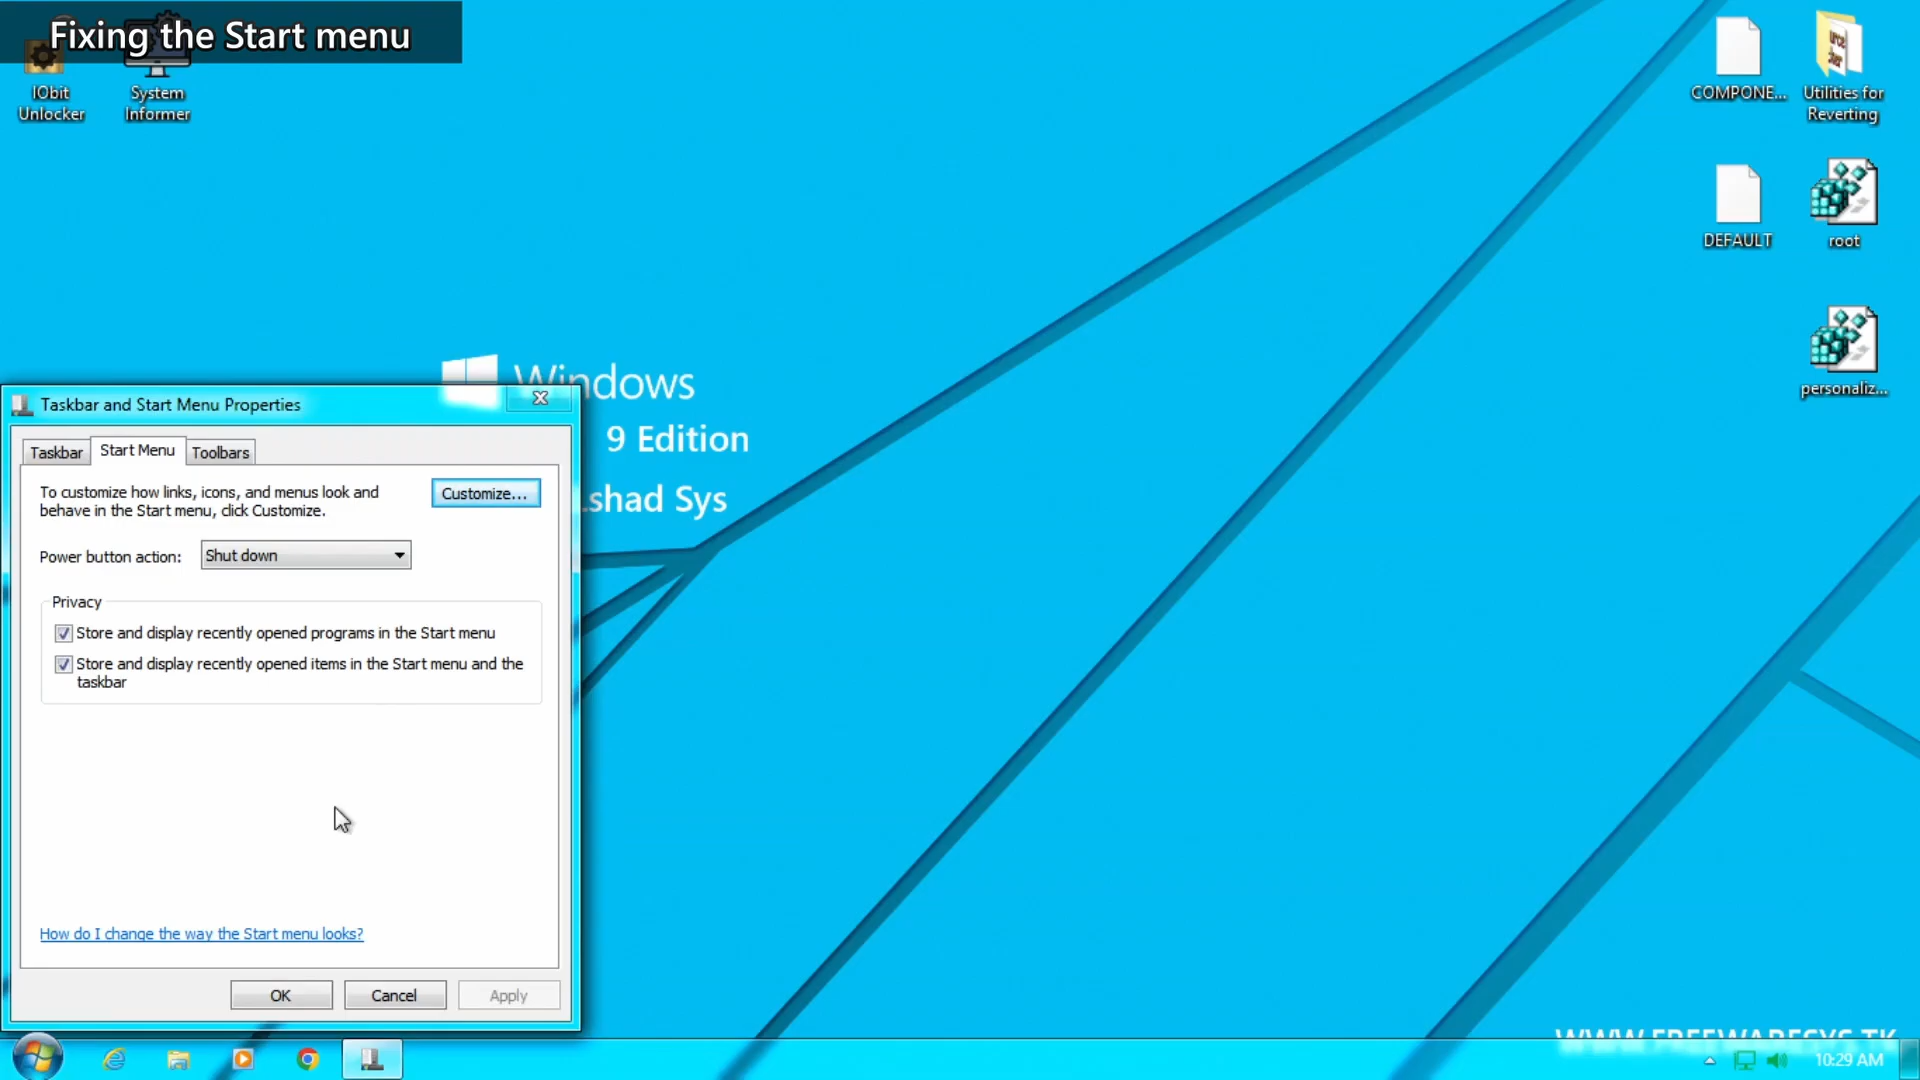 Fixing the Start menu
IObit
Unlocker
System
Informer
COMPONE...
Utilities for
Reverting
DEFAULT
root
personaliz...
Windows
9 Edition
shad Sys
Taskbar and Start Menu Properties
Taskbar
Start Menu
Toolbars
To customize how links, icons, and menus look and
behave in the Start menu, click Customize.
Customize...
Power button action:
Shut down
Privacy
Store and display recently opened programs in the Start menu
Store and display recently opened items in the Start menu and the
taskbar
How do I change the way the Start menu looks?
OK
Cancel
Apply
WWW.FREEWARESYS.TK
10:29 AM